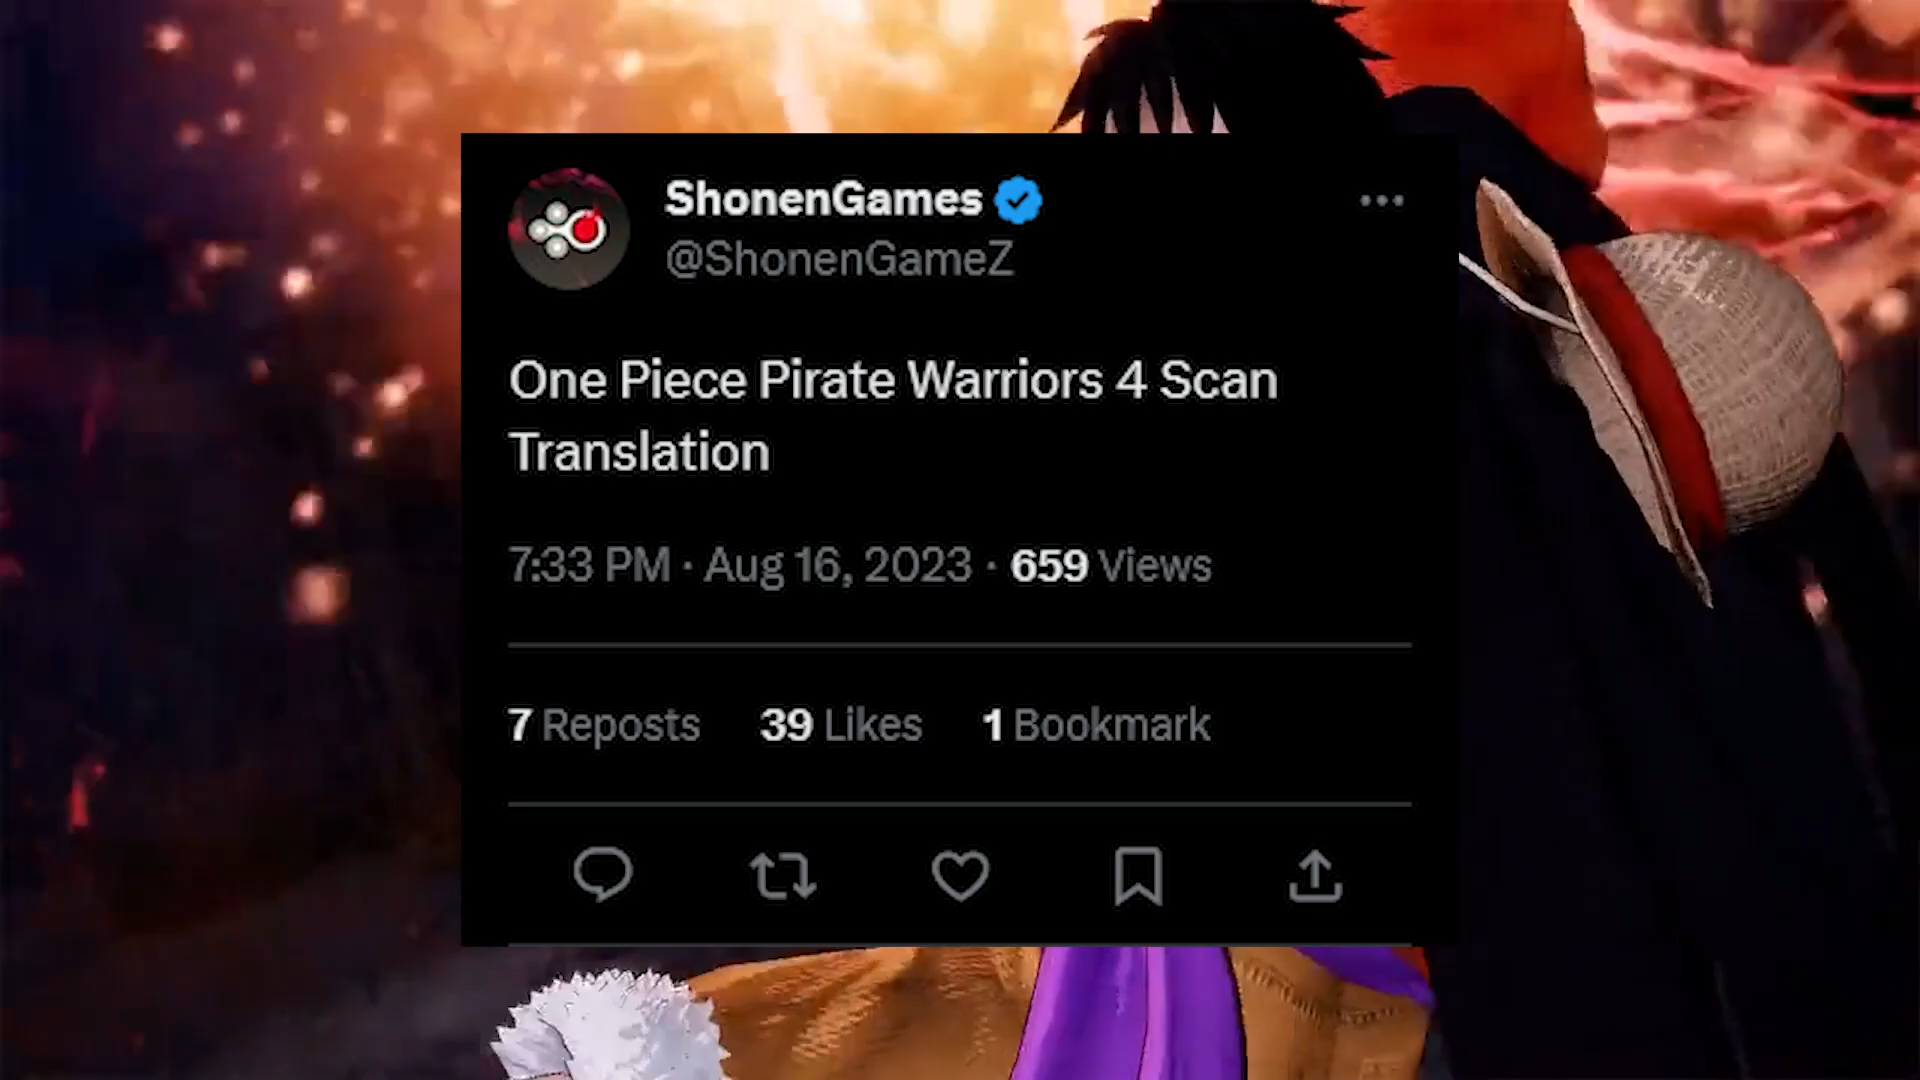 ShonenGames
@ShonenGameZ
One Piece Pirate Warriors 4 Scan
Translation
7:33 PM · Aug 16, 2023 · 659 Views
7 Reposts 39 Likes 1 Bookmark